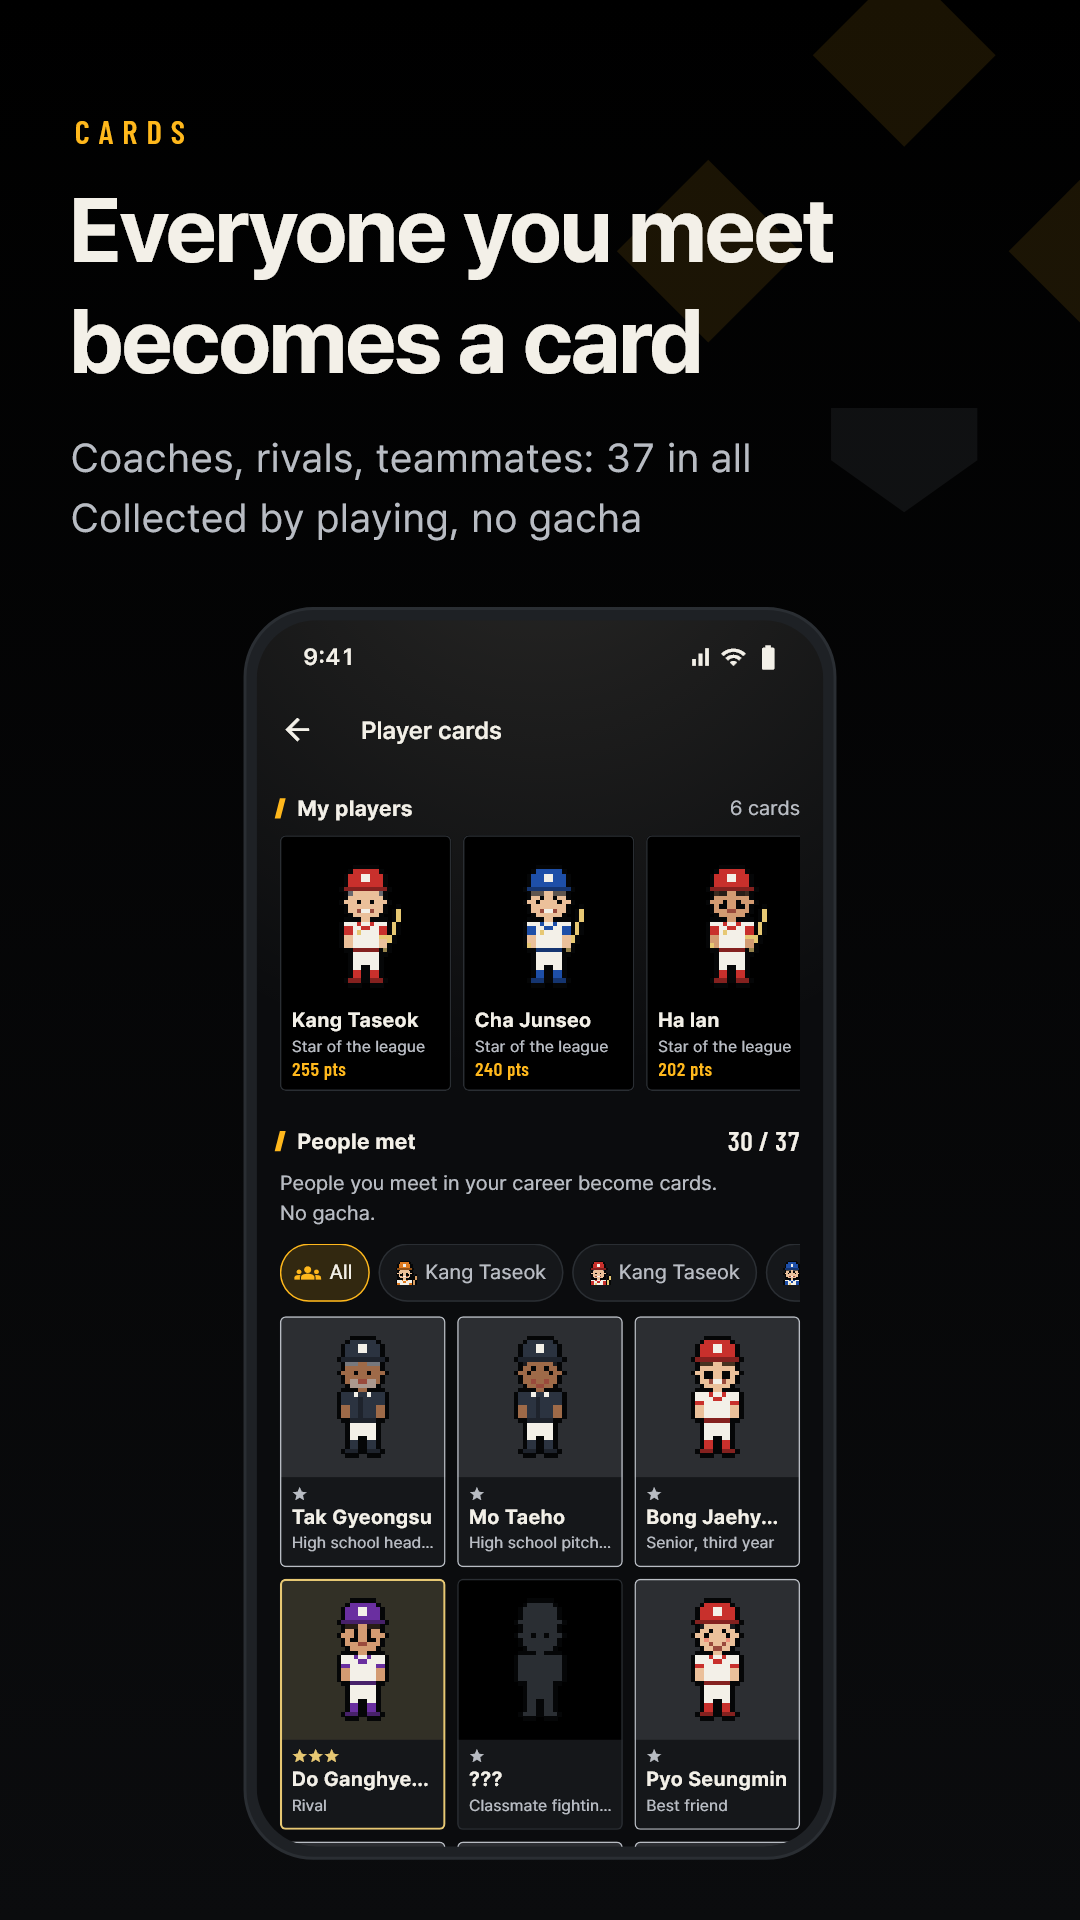 CARDS
Everyone you meet
becomes a card
Coaches, rivals, teammates: 37 in all
Collected by playing, no gacha
9:41
Player cards
My players
6 cards
Kang Taseok
Star of the league
255 pts
Cha Junseo
Star of the league
240 pts
Ha Ian
Star of the league
202 pts
People met
30 / 37
People you meet in your career become cards.
No gacha.
All
Kang Taseok
Kang Taseok
Tak Gyeongsu
High school head...
Mo Taeho
High school pitch...
Bong Jaehy...
Senior, third year
Do Ganghye...
Rival
???
Classmate fightin...
Pyo Seungmin
Best friend